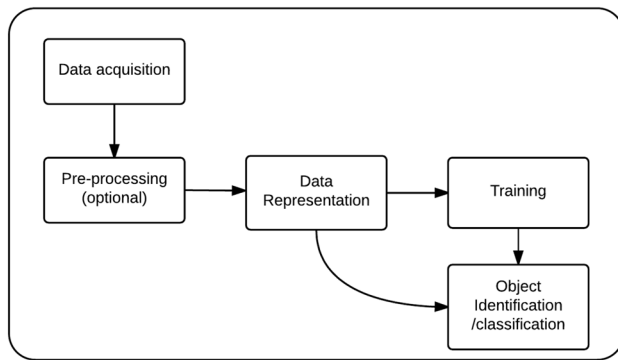 Data acquisition
Pre-processing
(optional)
Data
Representation
Training
Object
Identification
/classification